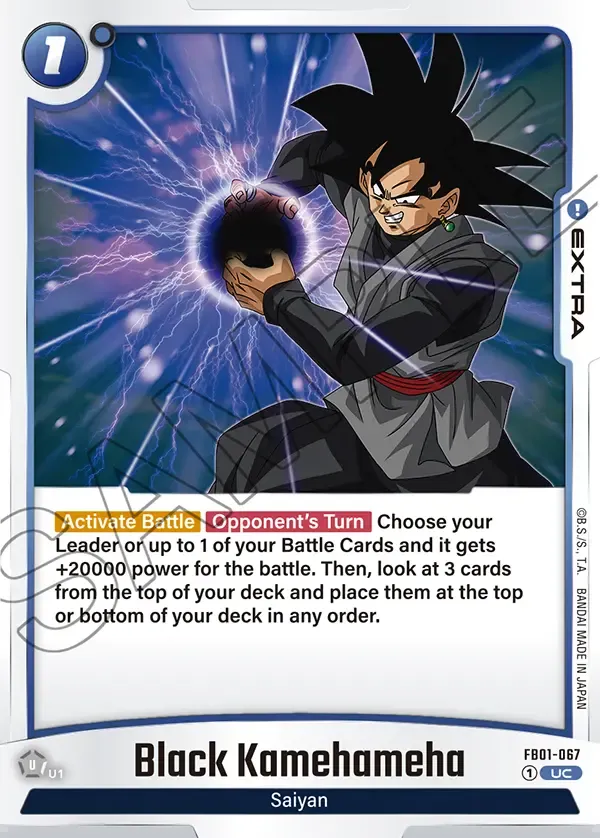 1
EXTRA
SAMPLE
Activate Battle Opponent's Turn Choose your
Leader or up to 1 of your Battle Cards and it gets
+20000 power for the battle. Then, look at 3 cards
from the top of your deck and place them at the top
or bottom of your deck in any order.
©B.S./S., T.A. BANDAI MADE IN JAPAN
U/U1
Black Kamehameha
FB01-067
1 UC
Saiyan